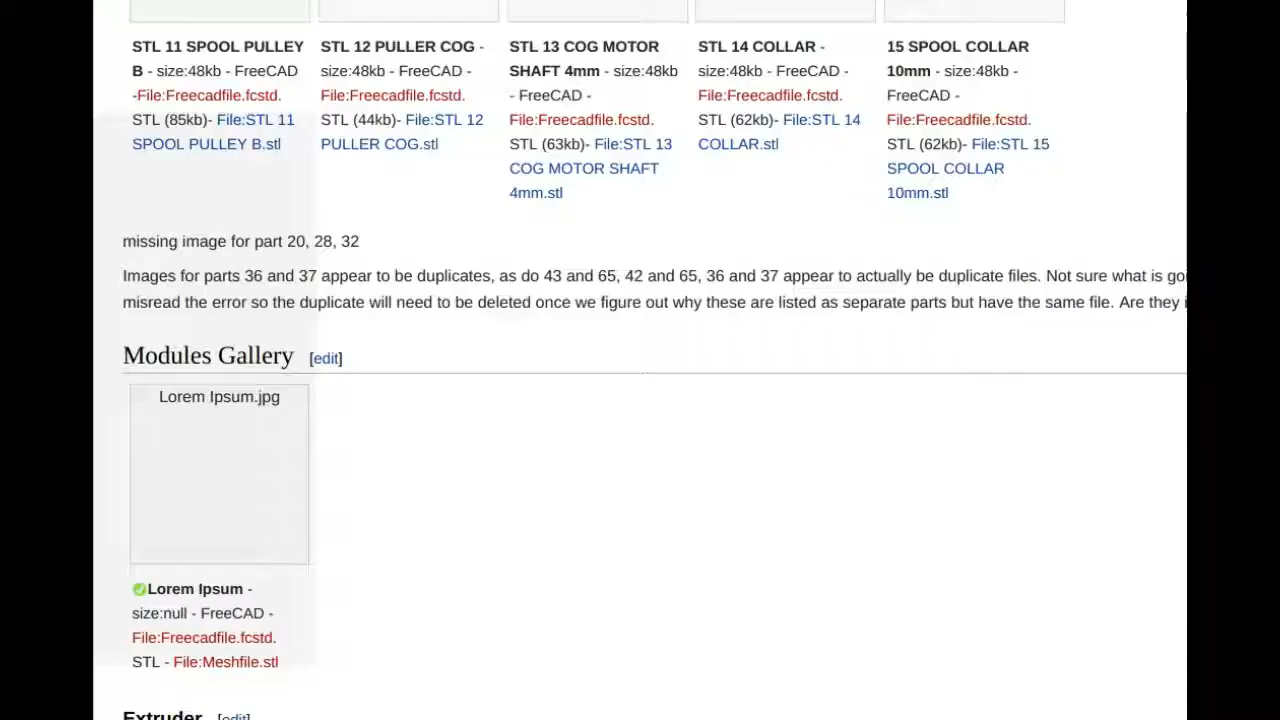 STL 11 SPOOL PULLEY
B - size:48kb - FreeCAD
-File:Freecadfile.fcstd.
STL (85kb)- File:STL 11
SPOOL PULLEY B.stl
STL 12 PULLER COG -
size:48kb - FreeCAD -
File:Freecadfile.fcstd.
STL (44kb)- File:STL 12
PULLER COG.stl
STL 13 COG MOTOR
SHAFT 4mm - size:48kb
- FreeCAD -
File:Freecadfile.fcstd.
STL (63kb)- File:STL 13
COG MOTOR SHAFT
4mm.stl
STL 14 COLLAR -
size:48kb - FreeCAD -
File:Freecadfile.fcstd.
STL (62kb)- File:STL 14
COLLAR.stl
15 SPOOL COLLAR
10mm - size:48kb -
FreeCAD -
File:Freecadfile.fcstd.
STL (62kb)- File:STL 15
SPOOL COLLAR
10mm.stl
missing image for part 20, 28, 32
Images for parts 36 and 37 appear to be duplicates, as do 43 and 65, 42 and 65, 36 and 37 appear to actually be duplicate files. Not sure what is
misread the error so the duplicate will need to be deleted once we figure out why these are listed as separate parts but have the same file. Are they
Modules Gallery [edit]
Lorem Ipsum.jpg
Lorem Ipsum -
size:null - FreeCAD -
File:Freecadfile.fcstd.
STL - File:Meshfile.stl
Extruder [edit]